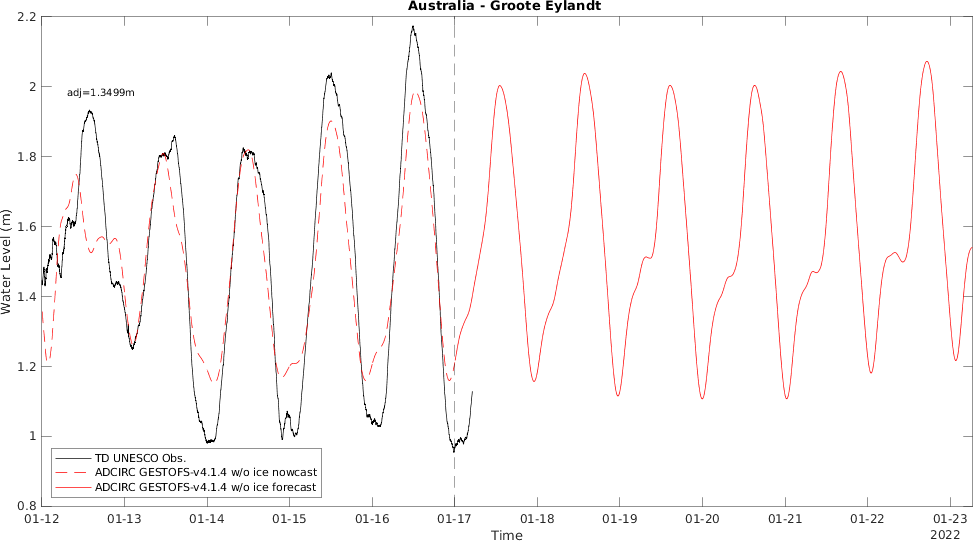 Australia - Groote Eylandt
2.2
2
1.8
1.6
1.4
1.2
1
0.8
Water Level (m)
adj=1.3499m
TD UNESCO Obs.
ADCIRC GESTOFS-v4.1.4 w/o ice nowcast
ADCIRC GESTOFS-v4.1.4 w/o ice forecast
01-12 01-13 01-14 01-15 01-16 01-17 01-18 01-19 01-20 01-21 01-22 01-23
Time 2022